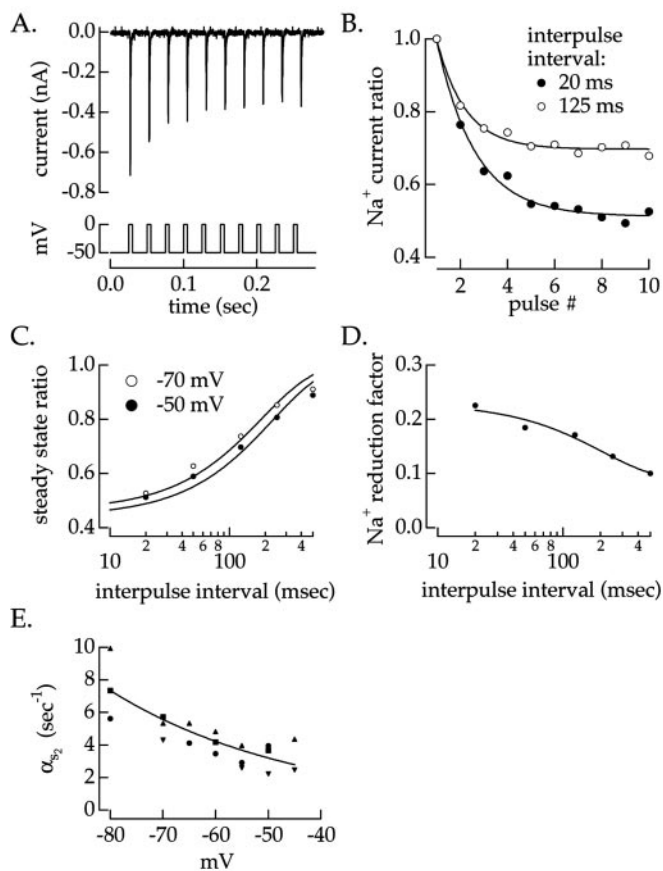 A.
0.0
-0.2
-0.4
-0.6
-0.8
current (nA)
0
-50
mV
0.0 0.1 0.2
time (sec)
B.
1.0
0.8
0.6
0.4
Na+ current ratio
interpulse
interval:
● 20 ms
○ 125 ms
2 4 6 8 10
pulse #
C.
1.0
0.8
0.6
0.4
steady state ratio
○ -70 mV
● -50 mV
2 4 6 8 2 4
10 100
interpulse interval (msec)
D.
0.3
0.2
0.1
0.0
Na+ reduction factor
2 4 6 8 2 4
10 100
interpulse interval (msec)
E.
10
8
6
4
2
0
αs2 (sec-1)
-80 -70 -60 -50 -40
mV